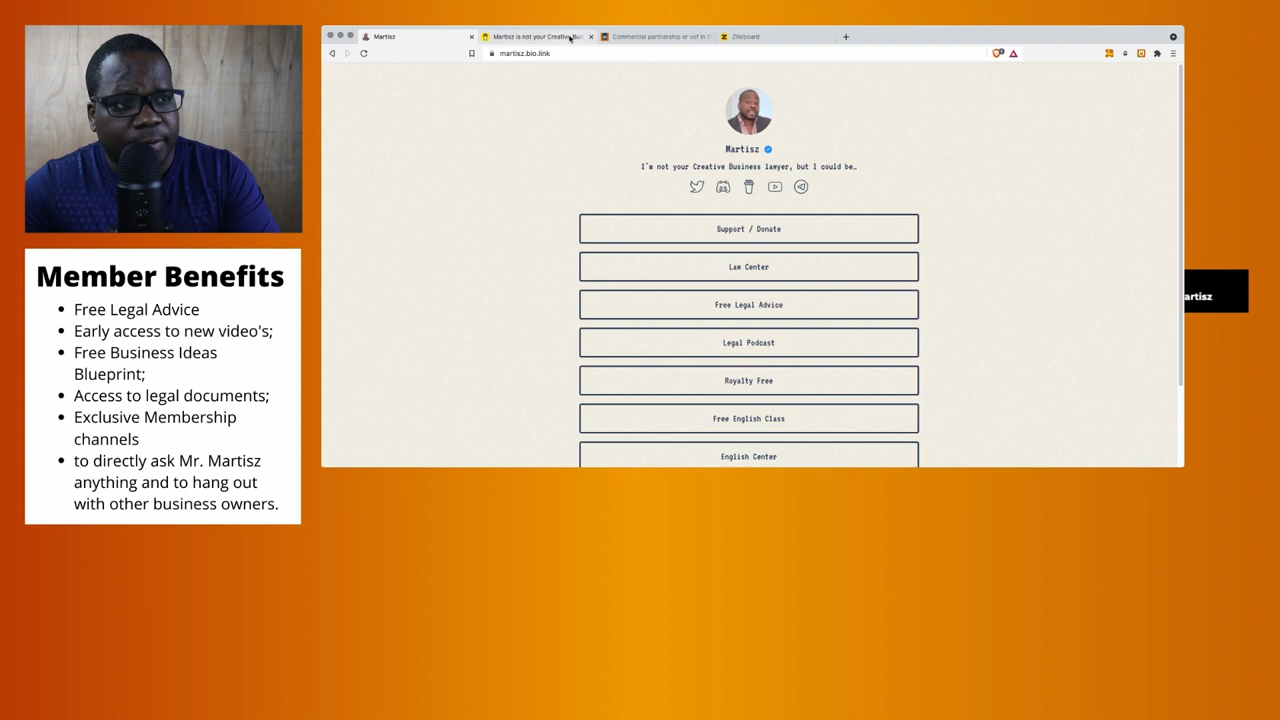 Martisz
Martisz is not your Creative Bus
Commercial partnership or vof in th
Ziteboard
martisz.bio.link
Martisz
I'm not your Creative Business lawyer, but I could be…
Support / Donate
Law Center
Free Legal Advice
Legal Podcast
Royalty Free
Free English Class
English Center
artisz
Member Benefits
Free Legal Advice
Early access to new video's;
Free Business Ideas
Blueprint;
Access to legal documents;
Exclusive Membership
channels
to directly ask Mr. Martisz
anything and to hang out
with other business owners.